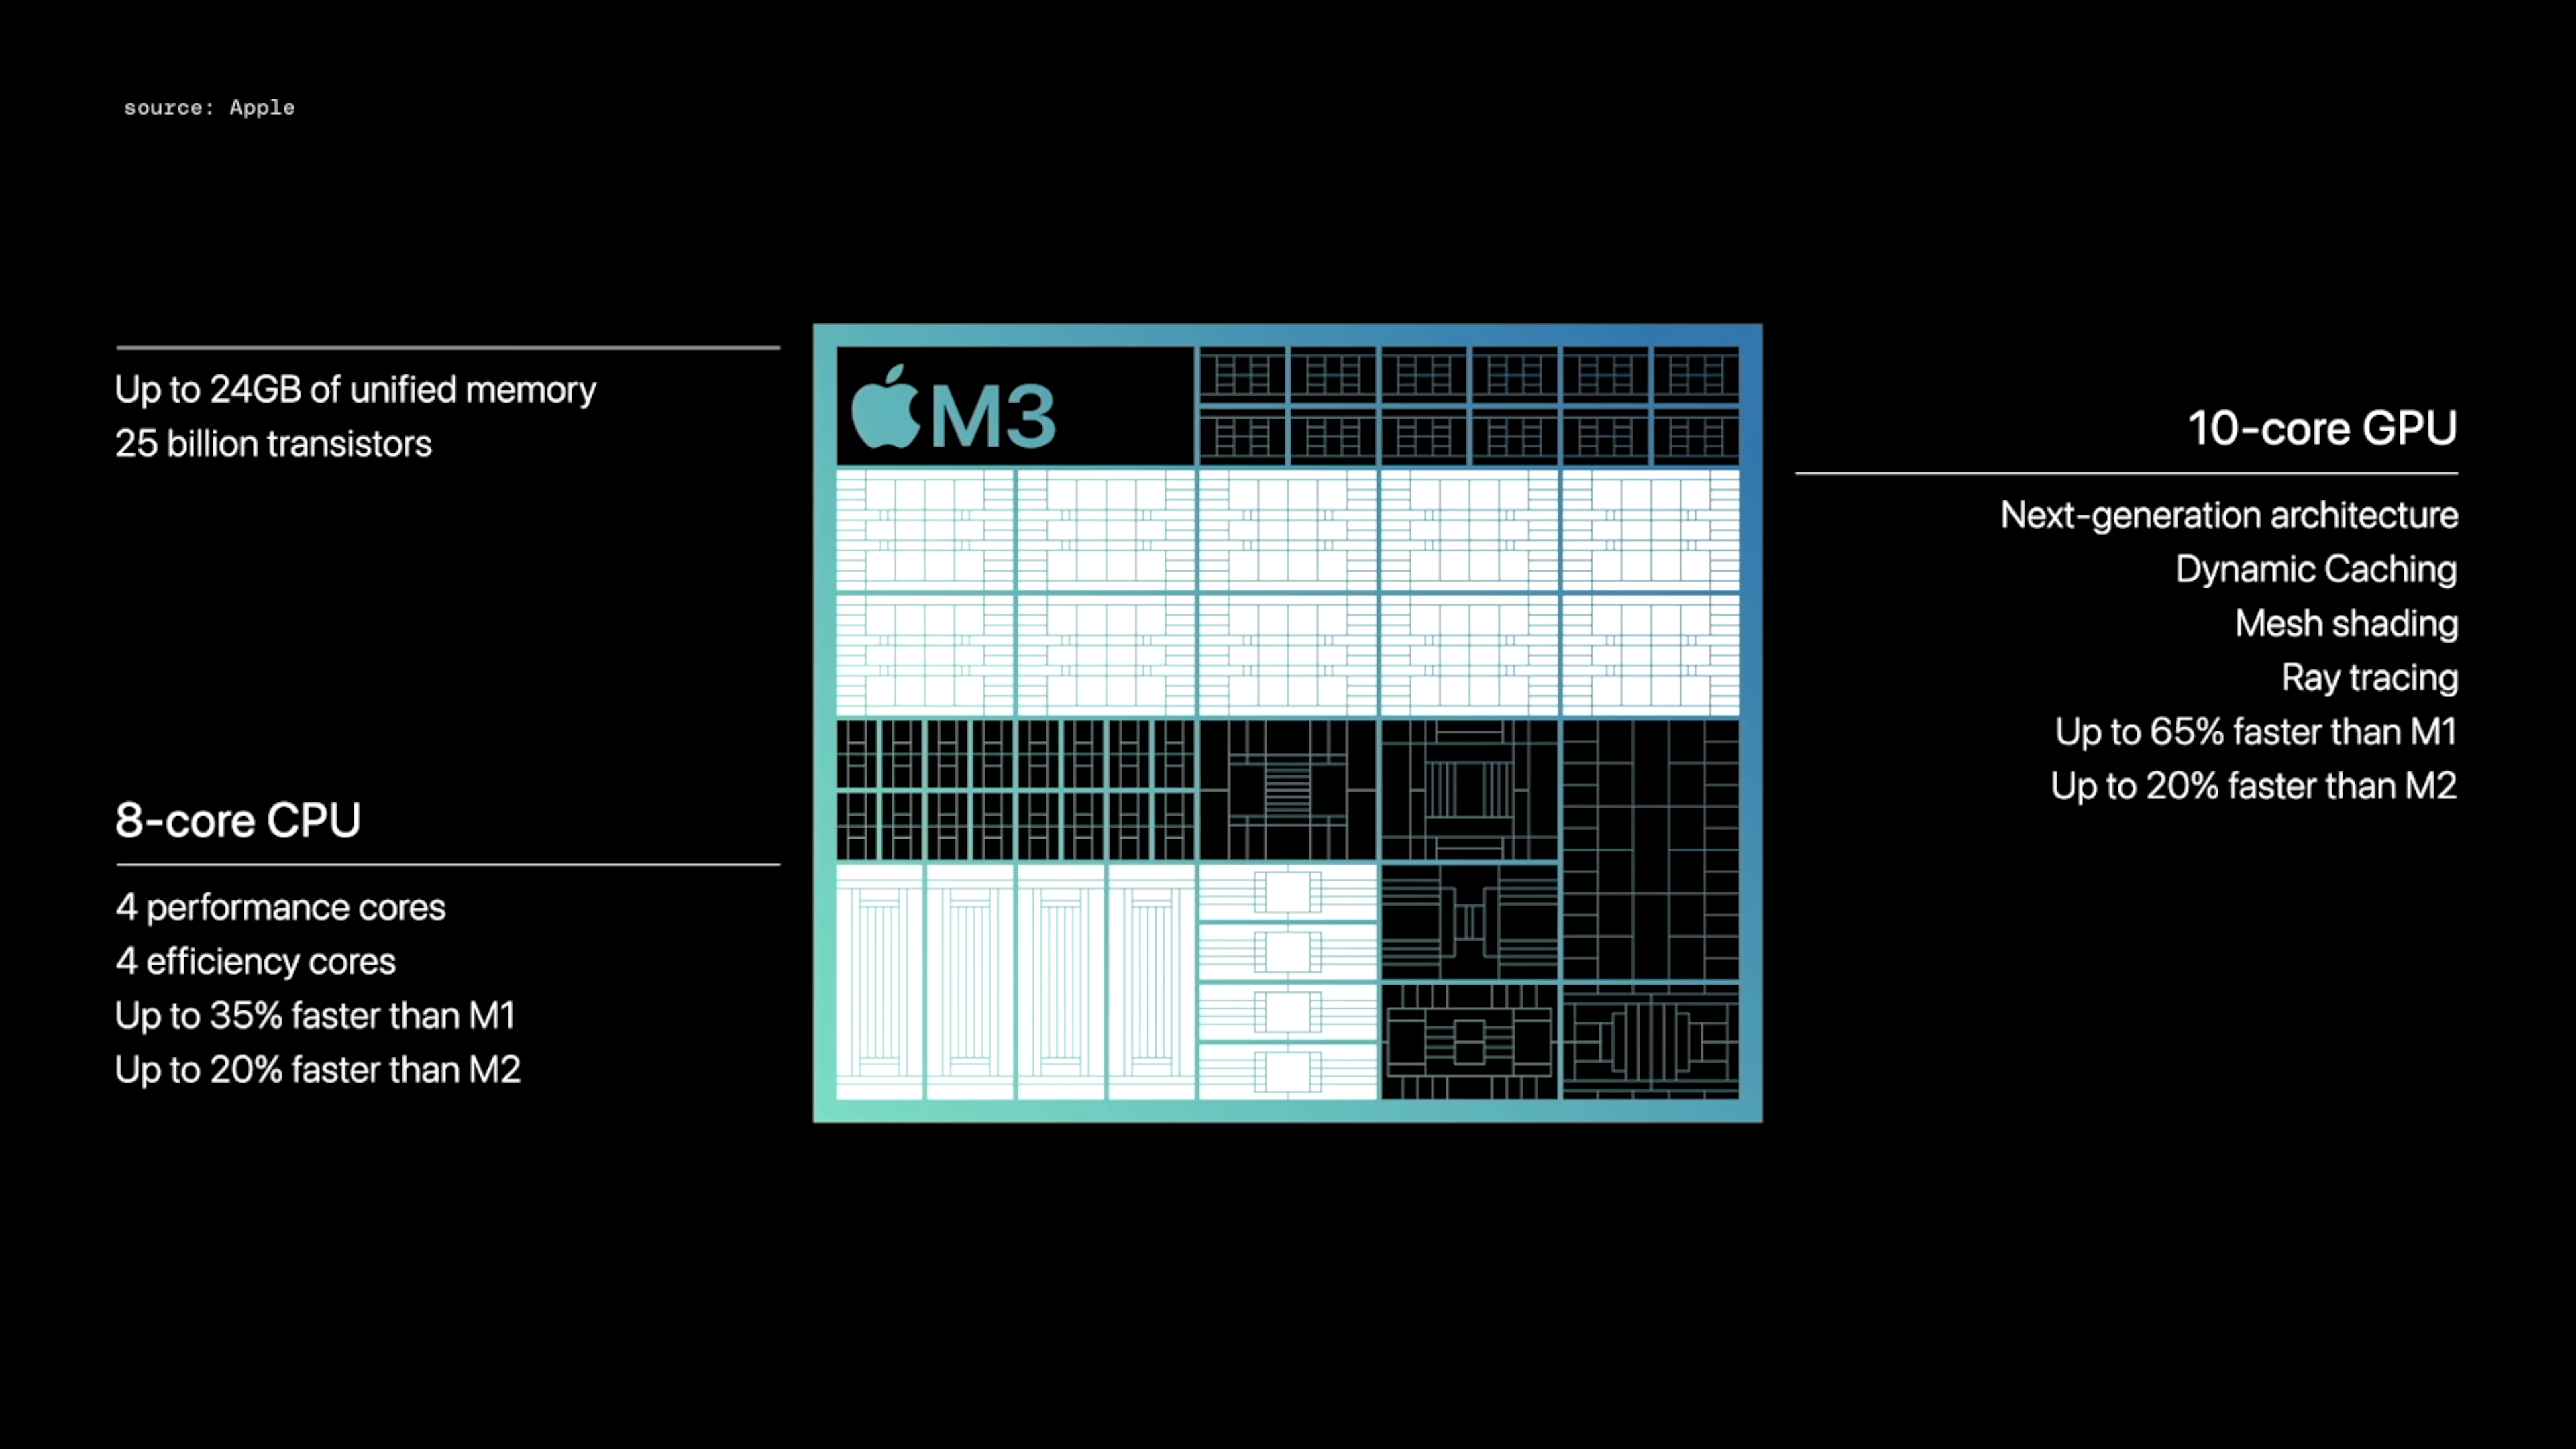 source: Apple
Up to 24GB of unified memory
25 billion transistors
8-core CPU
4 performance cores
4 efficiency cores
Up to 35% faster than M1
Up to 20% faster than M2
M3
10-core GPU
Next-generation architecture
Dynamic Caching
Mesh shading
Ray tracing
Up to 65% faster than M1
Up to 20% faster than M2